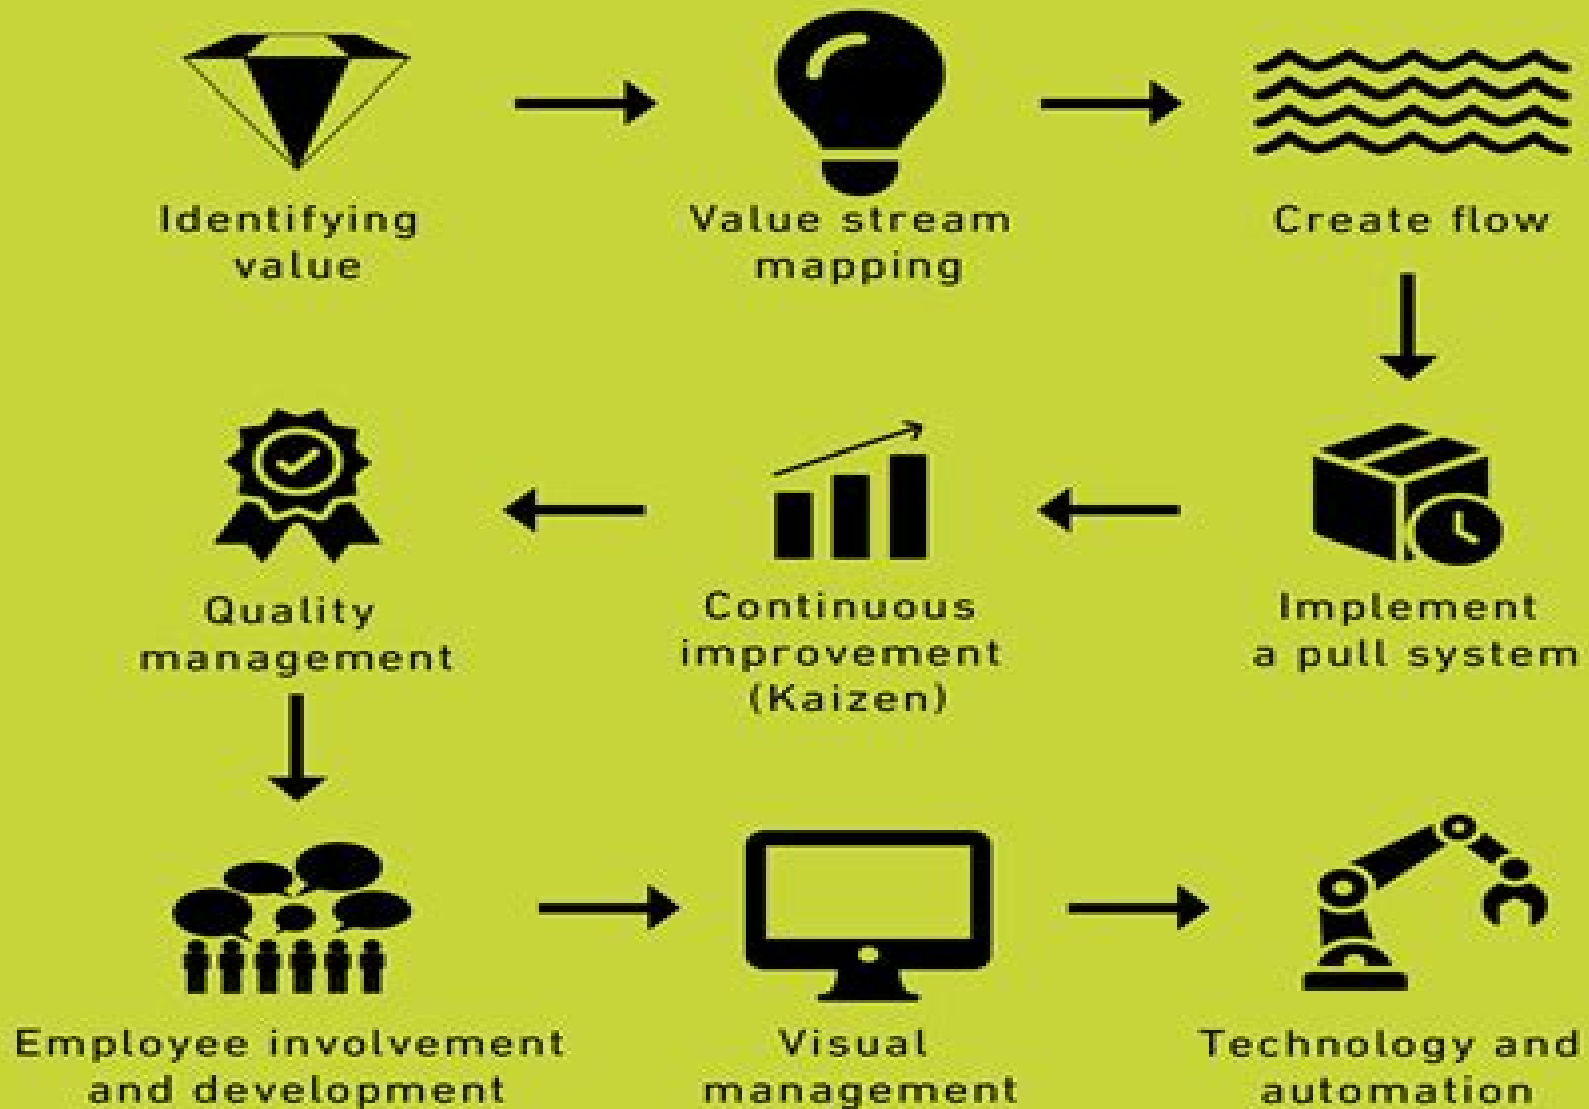 Identifying
value
Value stream
mapping
Create flow
Implement
a pull system
Continuous
improvement
(Kaizen)
Quality
management
Employee involvement
and development
Visual
management
Technology and
automation